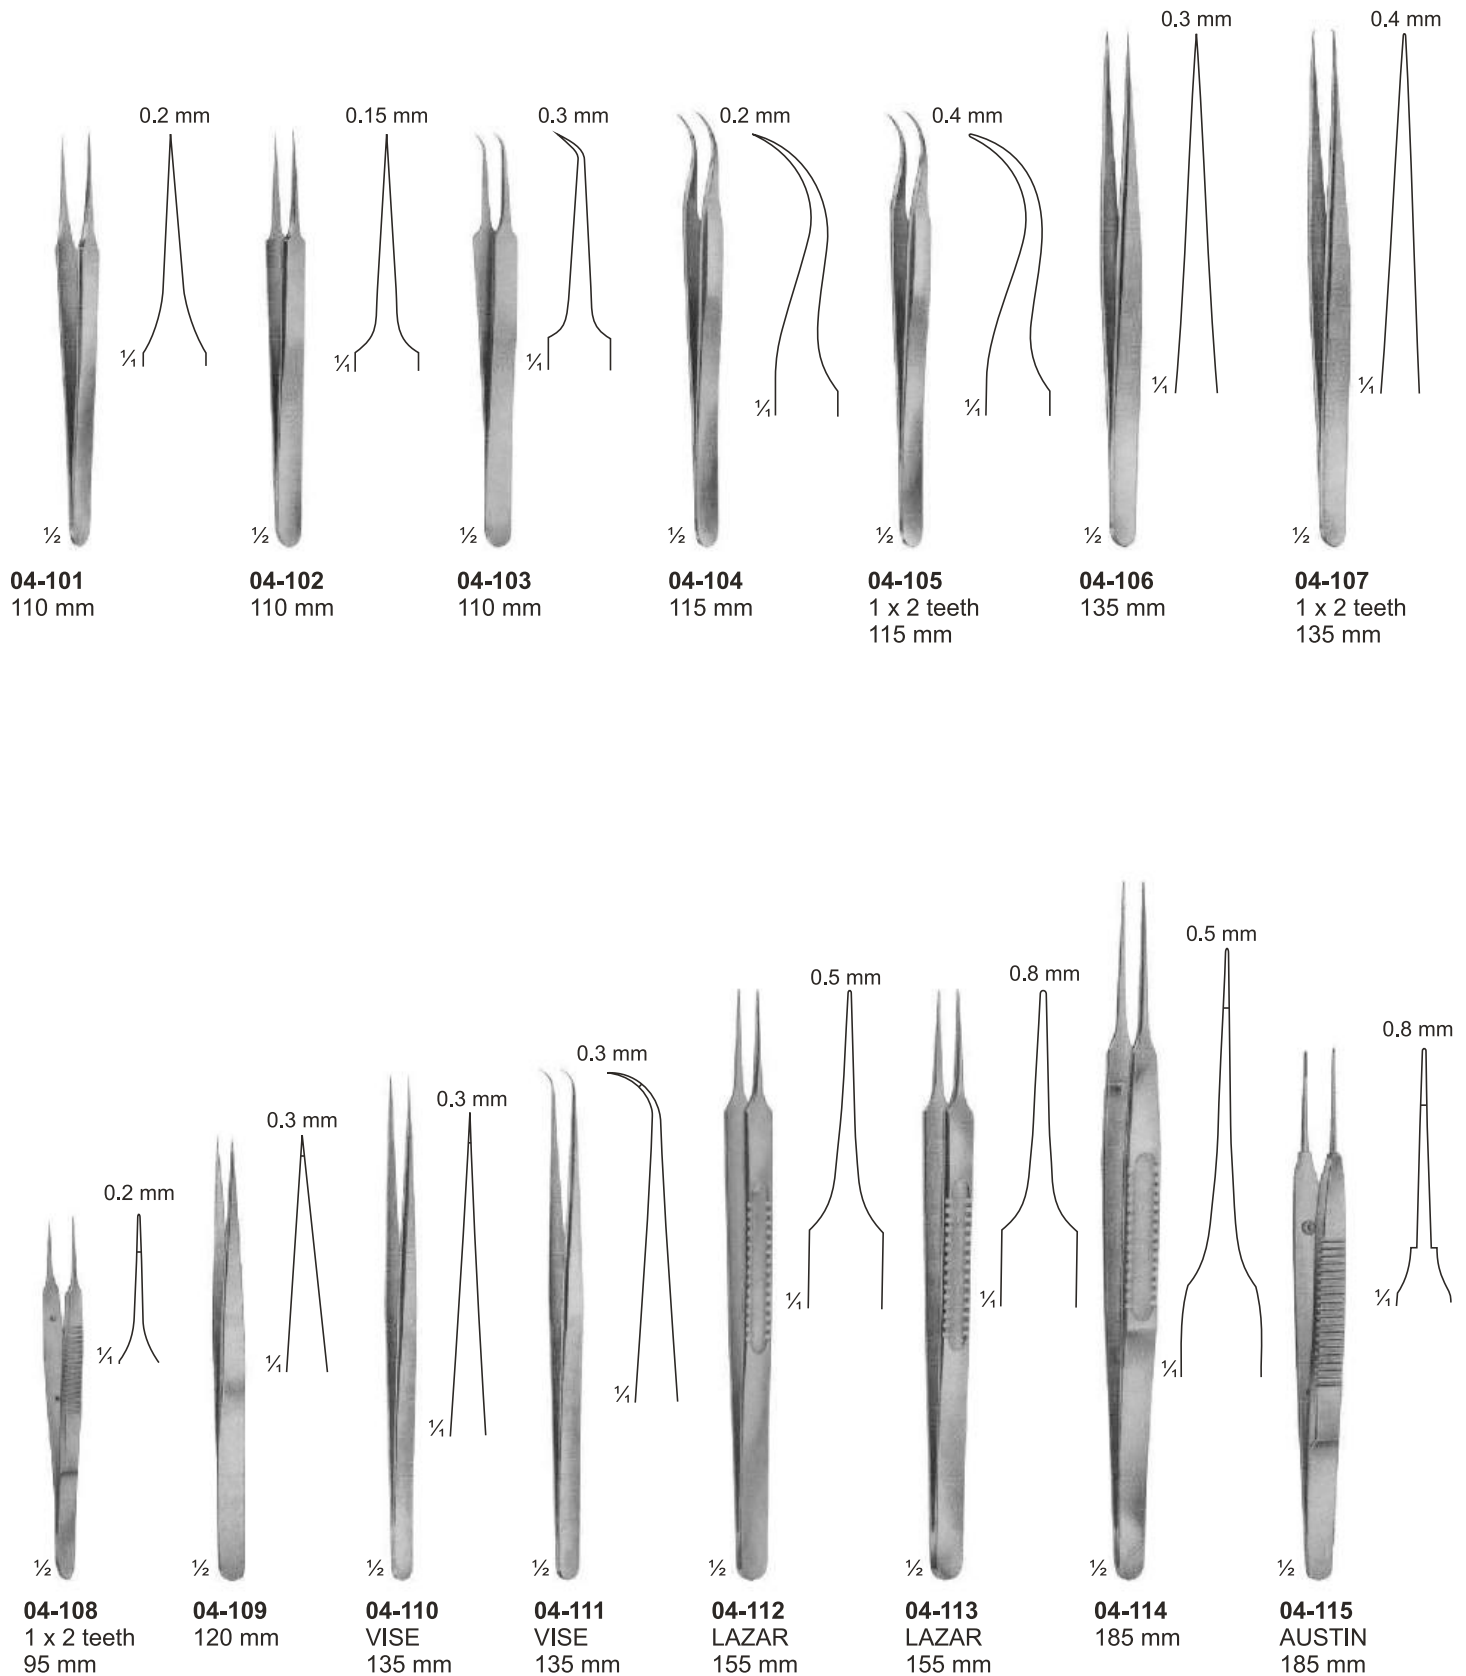 0.2 mm
0.15 mm
0.3 mm
0.2 mm
0.4 mm
0.3 mm
0.4 mm
¹⁄₁
¹⁄₁
¹⁄₁
¹⁄₁
¹⁄₁
¹⁄₁
¹⁄₁
½
½
½
½
½
½
½
04-101
110 mm
04-102
110 mm
04-103
110 mm
04-104
115 mm
04-105
1 x 2 teeth
115 mm
04-106
135 mm
04-107
1 x 2 teeth
135 mm
0.2 mm
0.3 mm
0.3 mm
0.3 mm
0.5 mm
0.8 mm
0.5 mm
0.8 mm
¹⁄₁
¹⁄₁
¹⁄₁
¹⁄₁
¹⁄₁
¹⁄₁
¹⁄₁
¹⁄₁
½
½
½
½
½
½
½
½
04-108
1 x 2 teeth
95 mm
04-109
120 mm
04-110
VISE
135 mm
04-111
VISE
135 mm
04-112
LAZAR
155 mm
04-113
LAZAR
155 mm
04-114
185 mm
04-115
AUSTIN
185 mm